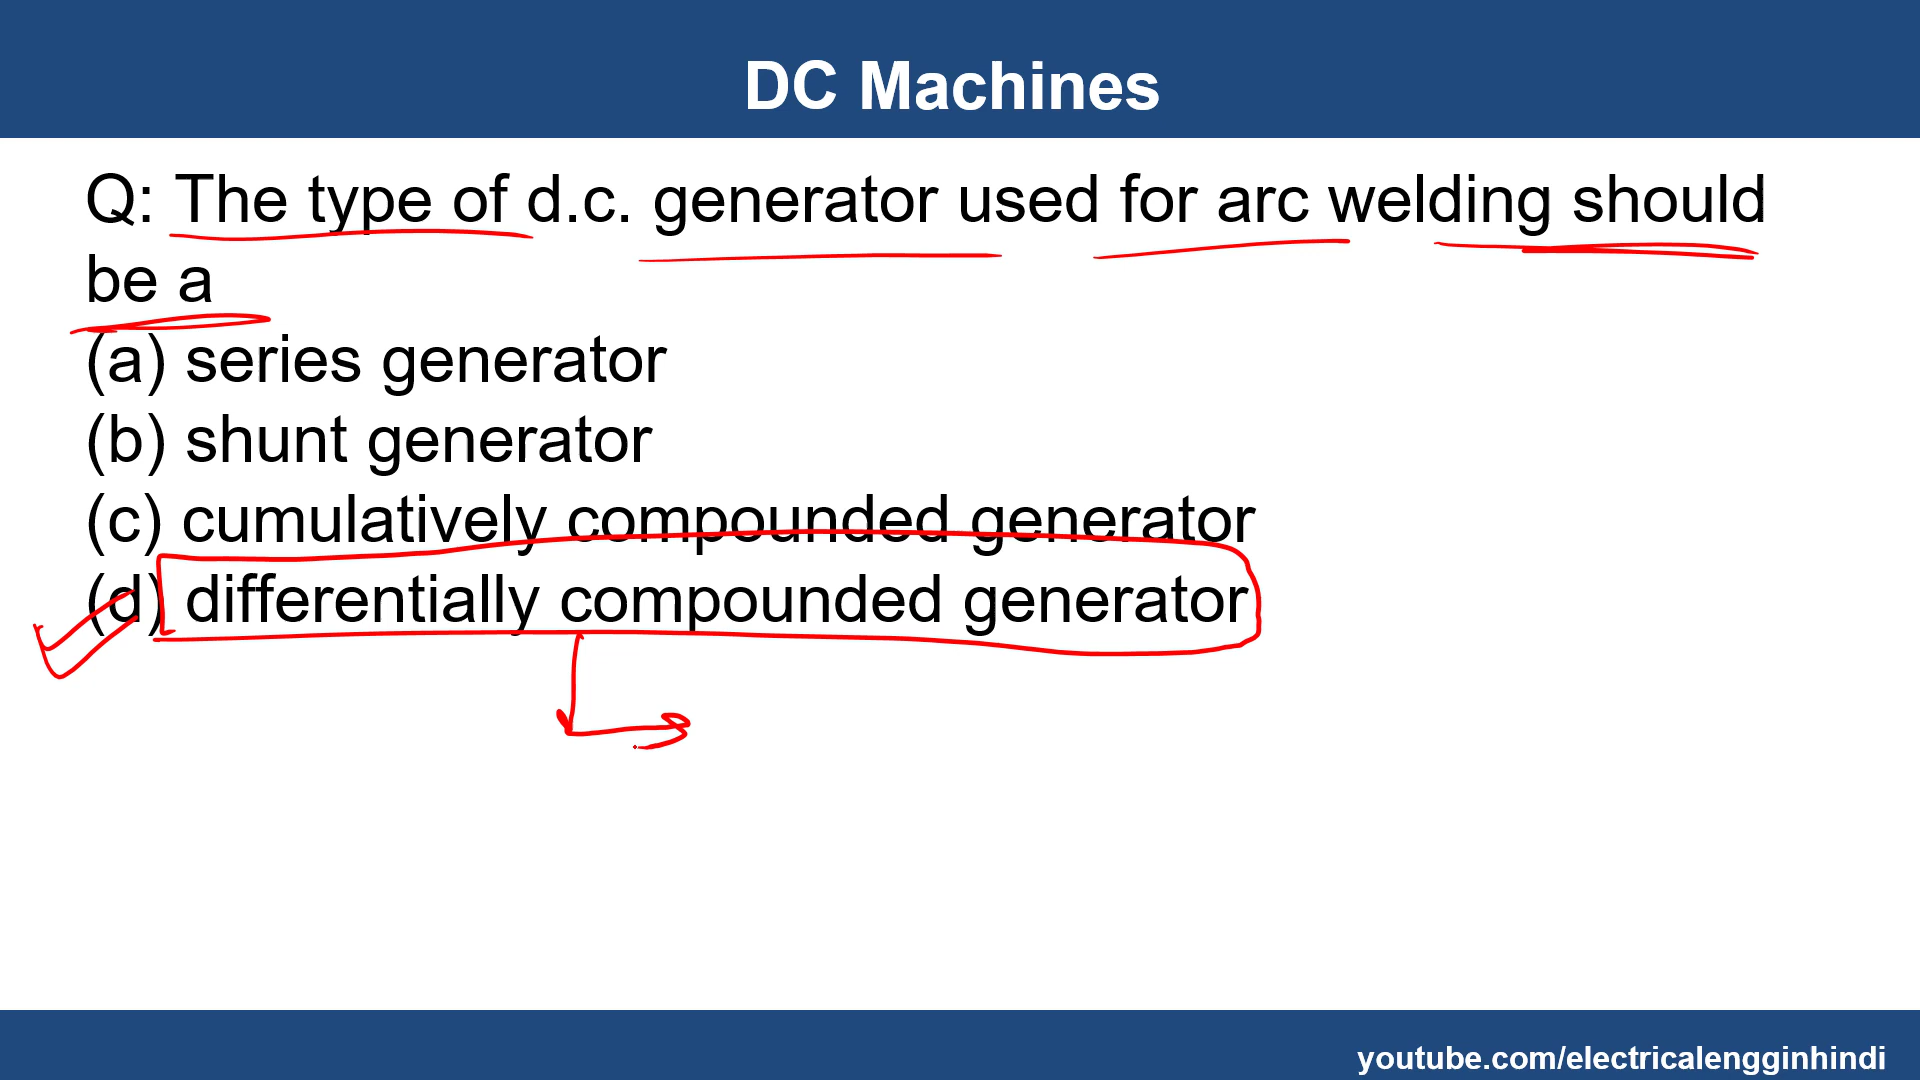 DC Machines
Q: The type of d.c. generator used for arc welding should
be a
(a) series generator
(b) shunt generator
(c) cumulatively compounded generator
(d) differentially compounded generator
youtube.com/electricalengginhindi